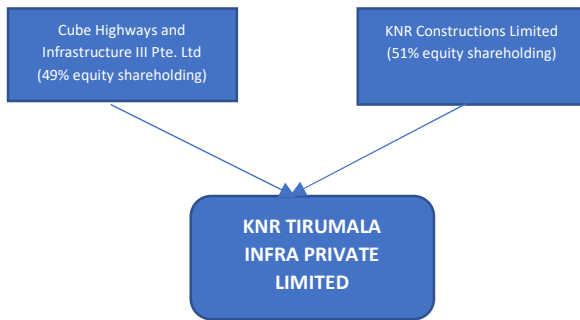 Cube Highways and
Infrastructure III Pte. Ltd
(49% equity shareholding)
KNR Constructions Limited
(51% equity shareholding)
KNR TIRUMALA
INFRA PRIVATE
LIMITED